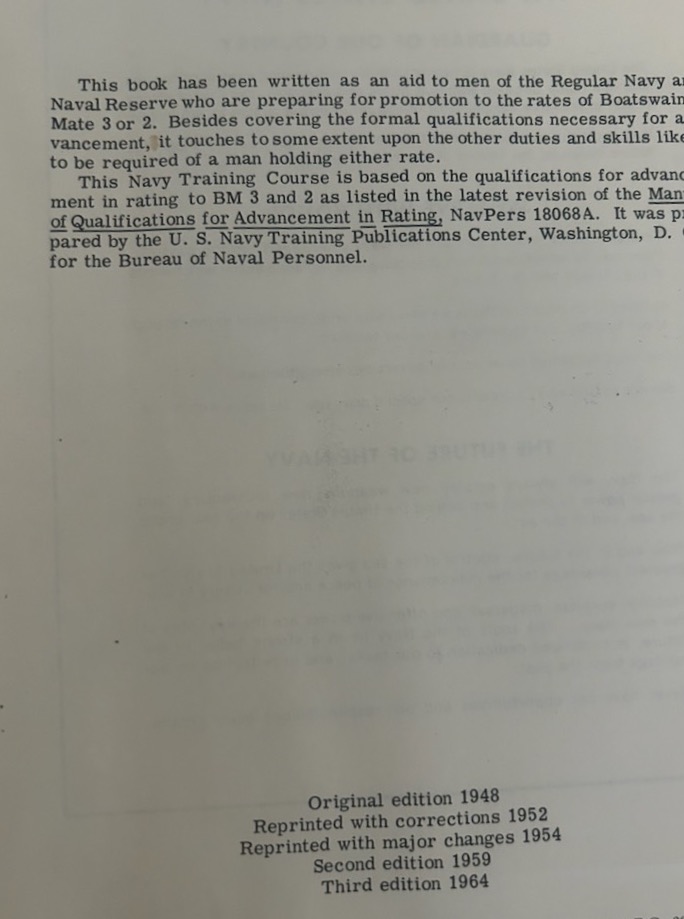 This book has been written as an aid to men of the Regular Navy a
Naval Reserve who are preparing for promotion to the rates of Boatswain
Mate 3 or 2. Besides covering the formal qualifications necessary for a
vancement, it touches to some extent upon the other duties and skills like
to be required of a man holding either rate.
This Navy Training Course is based on the qualifications for advanc
ment in rating to BM 3 and 2 as listed in the latest revision of the Man
of Qualifications for Advancement in Rating, NavPers 18068A. It was p
pared by the U. S. Navy Training Publications Center, Washington, D.
for the Bureau of Naval Personnel.
Original edition 1948
Reprinted with corrections 1952
Reprinted with major changes 1954
Second edition 1959
Third edition 1964